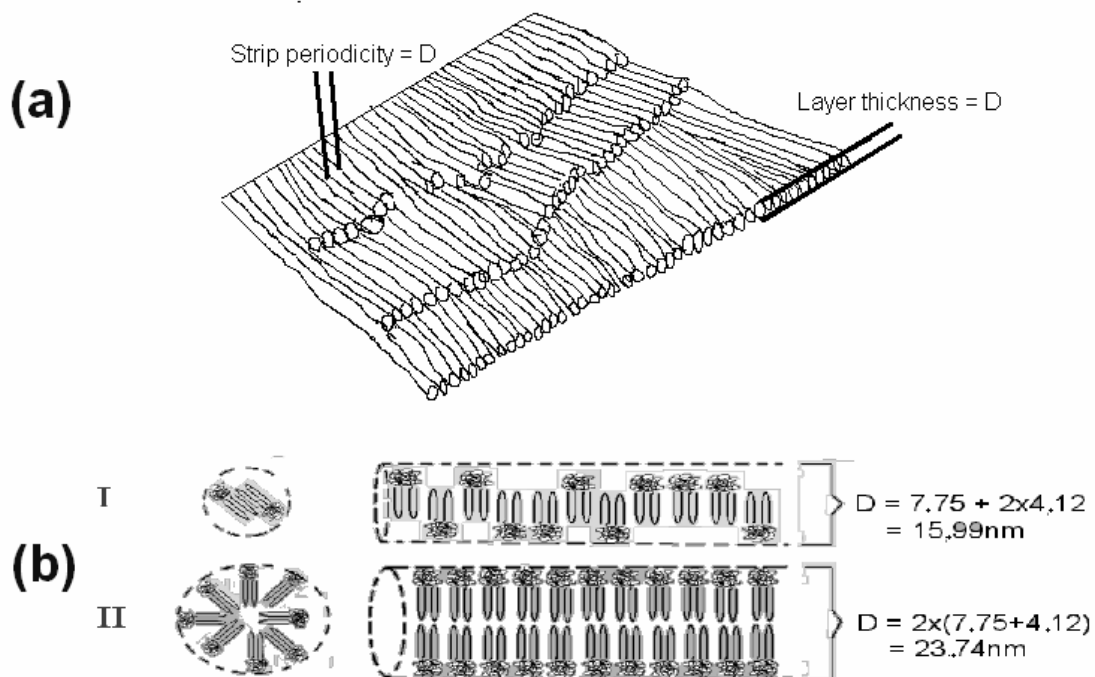 Strip periodicity = D
(a)
Layer thickness = D
I
D = 7.75 + 2x4.12
= 15.99nm
(b)
II
D = 2x(7.75+4.12)
= 23.74nm